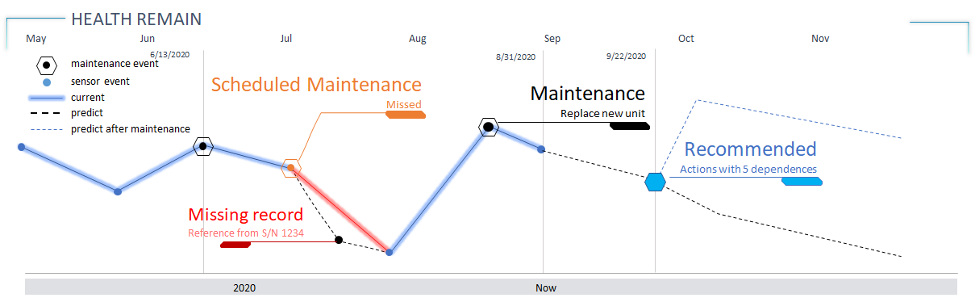 HEALTH REMAIN
May Jun Jul Aug Sep Oct Nov
6/13/2020 8/31/2020 9/22/2020
maintenance event
sensor event
current
predict
predict after maintenance
Scheduled Maintenance
Missed
Maintenance
Replace new unit
Recommended
Actions with 5 dependences
Missing record
Reference from S/N 1234
2020 Now